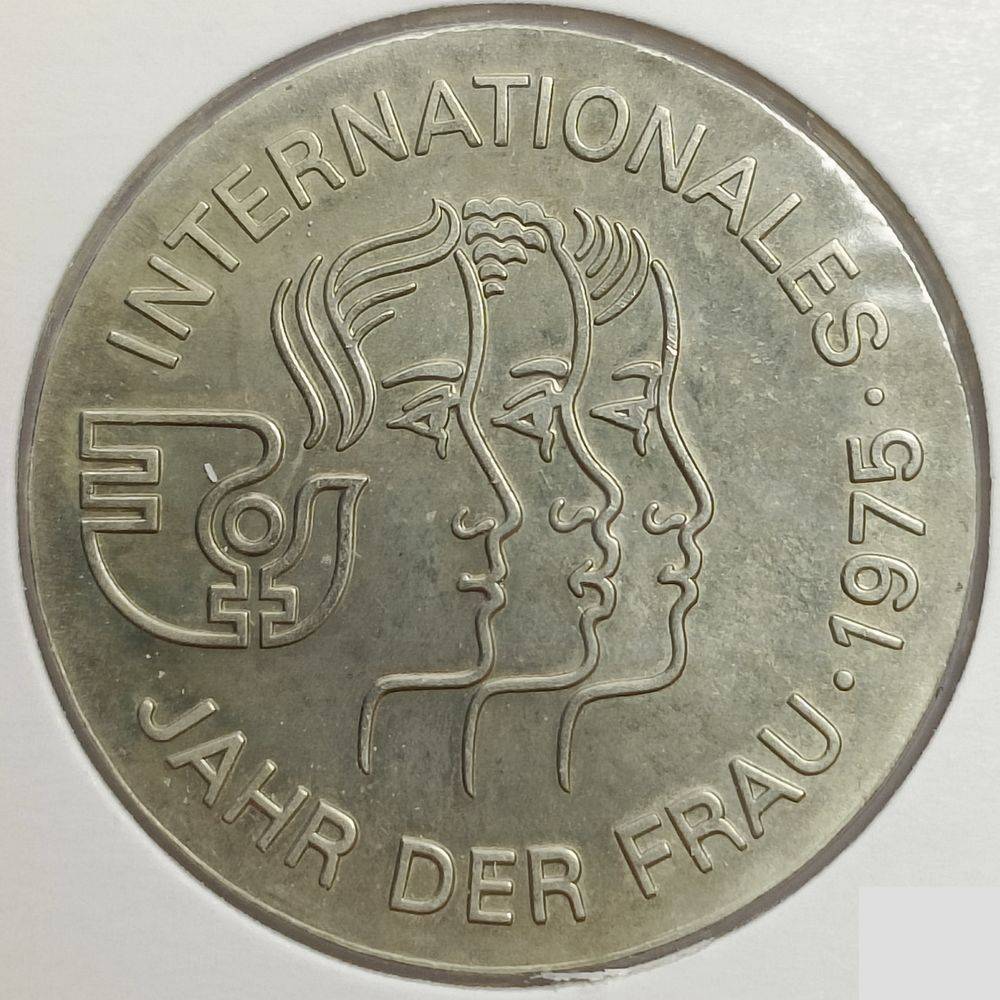 INTERNATIONALES · 1975 ·
JAHR DER FRAU